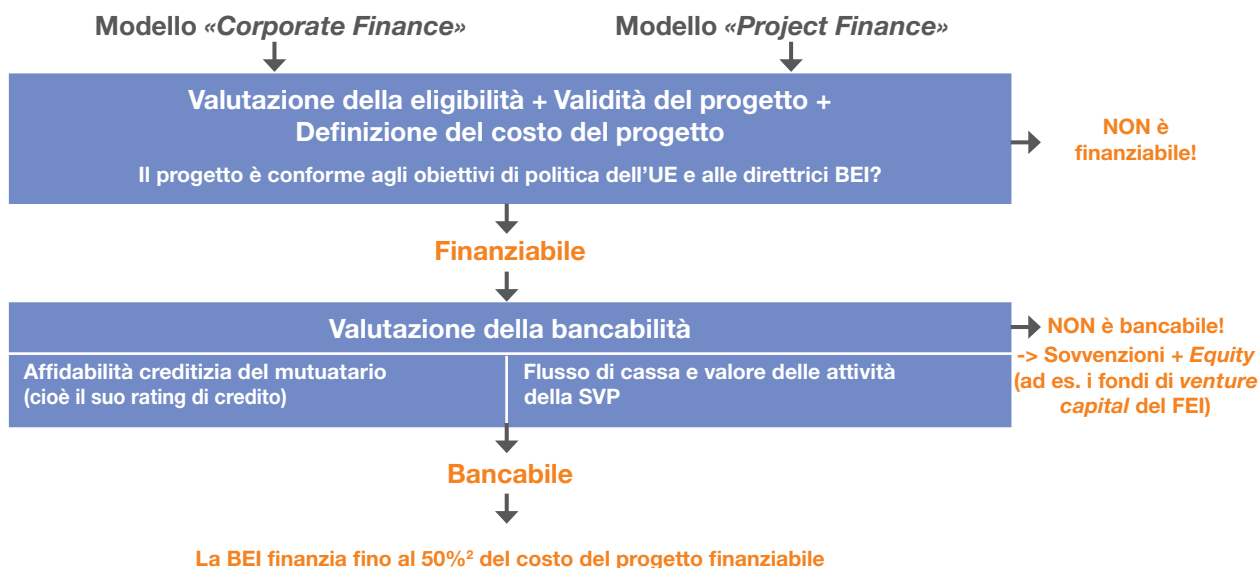 Modello «Corporate Finance»
Modello «Project Finance»
Valutazione della eligibilità + Validità del progetto +
Definizione del costo del progetto
Il progetto è conforme agli obiettivi di politica dell'UE e alle direttrici BEI?
NON è
finanziabile!
Finanziabile
Valutazione della bancabilità
Affidabilità creditizia del mutuatario
(cioè il suo rating di credito)
Flusso di cassa e valore delle attività
della SVP
NON è bancabile!
-> Sovvenzioni + Equity
(ad es. i fondi di venture
capital del FEI)
Bancabile
La BEI finanzia fino al 50%² del costo del progetto finanziabile